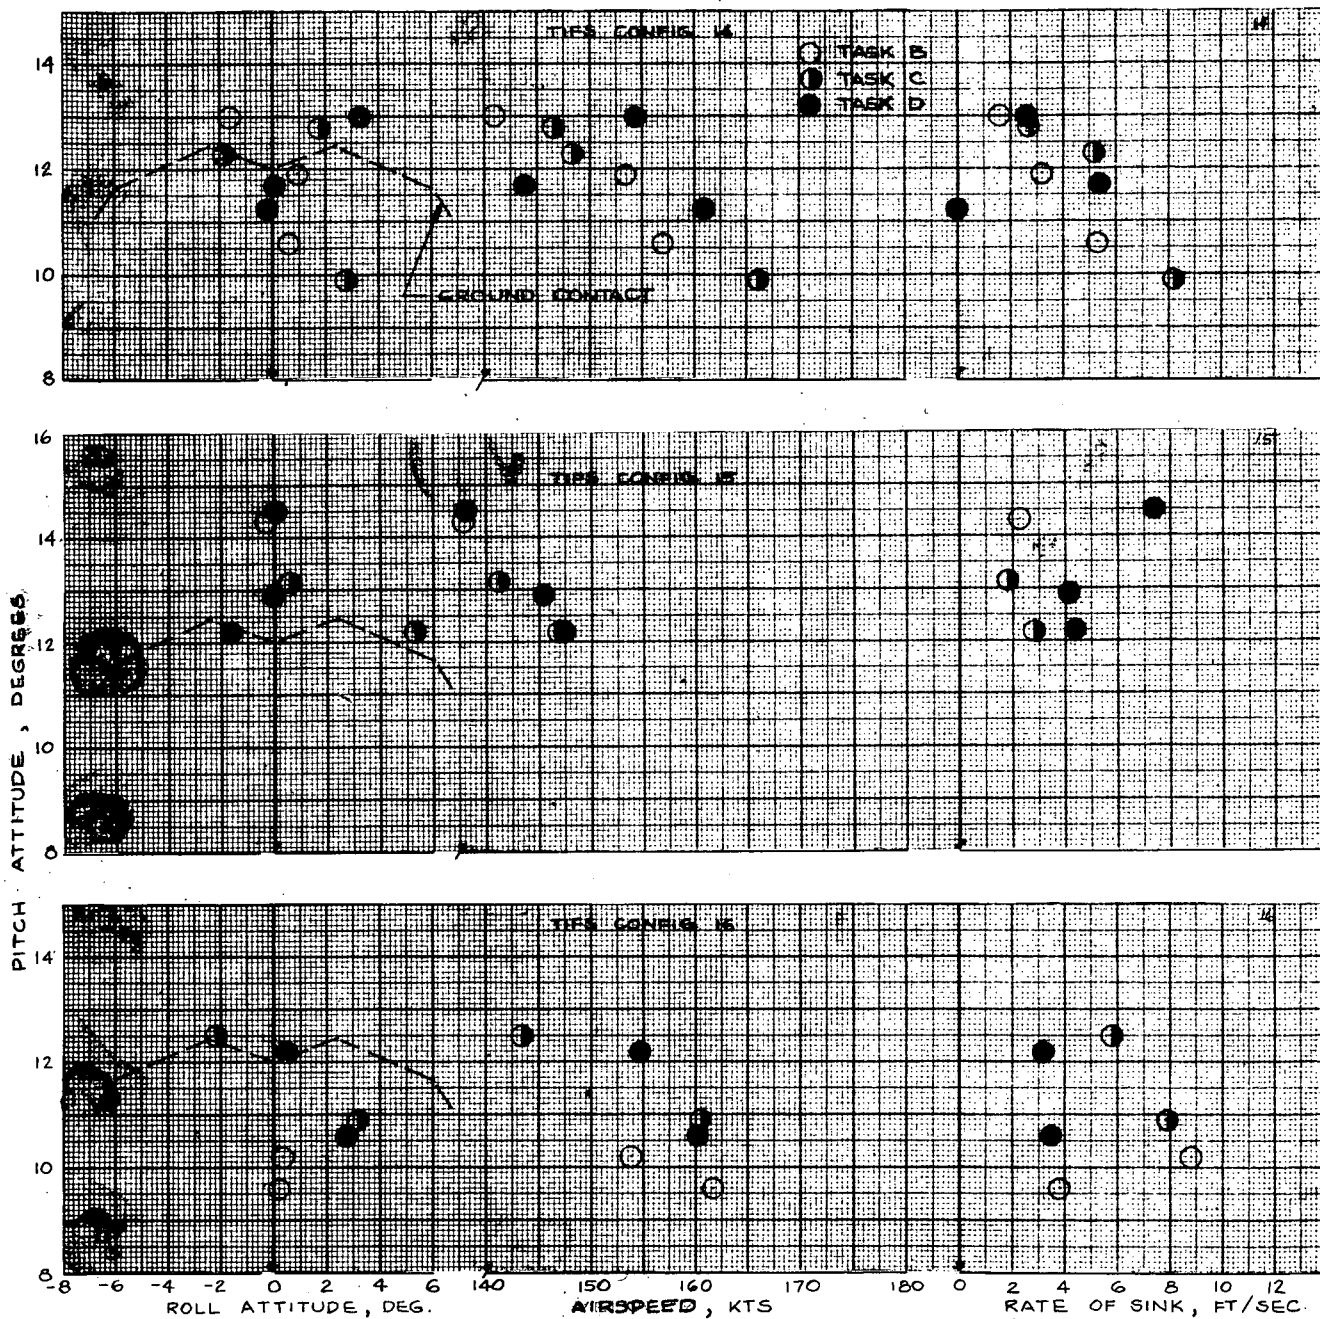 TIFS CONFIG 14
14
TASK B
TASK C
TASK D
14
12
10
8
GROUND CONTACT
TIFS CONFIG 15
15
16
14
12
10
8
TIFS CONFIG 16
16
14
12
10
8
PITCH ATTITUDE, DEGREES
-8 -6 -4 -2 0 2 4 6 140 150 160 170 180 0 2 4 6 8 10 12
ROLL ATTITUDE, DEG. AIRSPEED, KTS RATE OF SINK, FT/SEC.